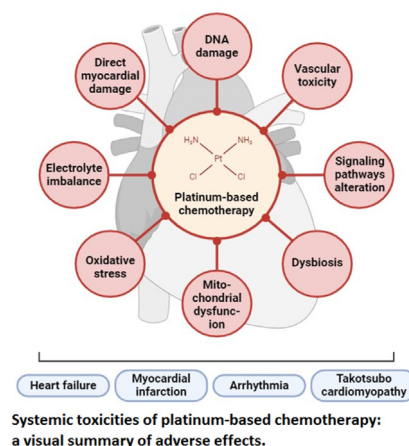 DNA
damage
Direct
myocardial
damage
Vascular
toxicity
H₃N
NH₃
Pt
Cl
Cl
Platinum-based
chemotherapy
Electrolyte
imbalance
Signaling
pathways
alteration
Oxidative
stress
Dysbiosis
Mito-
chondrial
dysfunc-
ion
Heart failure
Myocardial
infarction
Arrhythmia
Takotsubo
cardiomyopathy
Systemic toxicities of platinum-based chemotherapy:
a visual summary of adverse effects.